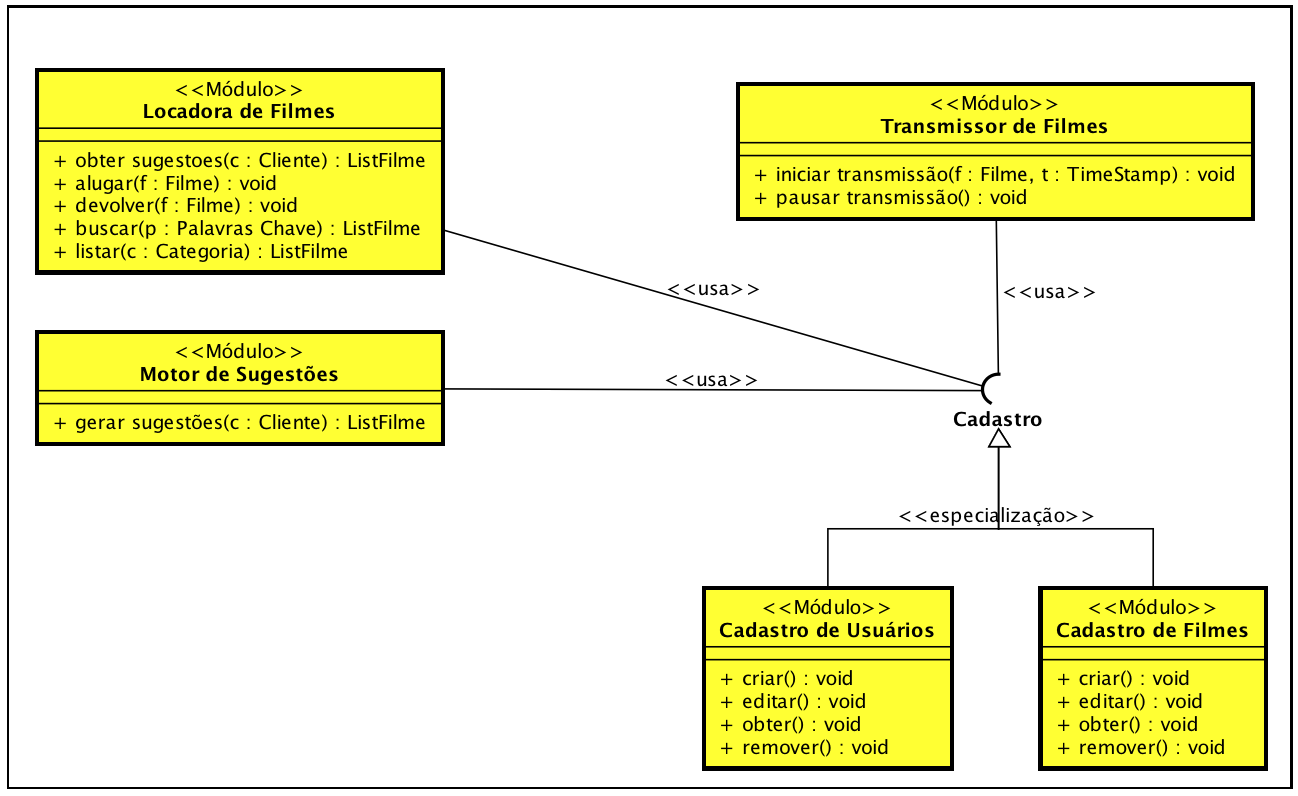 <<Módulo>>
Locadora de Filmes
+ obter sugestoes(c : Cliente) : ListFilme
+ alugar(f : Filme) : void
+ devolver(f : Filme) : void
+ buscar(p : Palavras Chave) : ListFilme
+ listar(c : Categoria) : ListFilme
<<Módulo>>
Transmissor de Filmes
+ iniciar transmissão(f : Filme, t : TimeStamp) : void
+ pausar transmissão() : void
<<usa>>
<<usa>>
<<Módulo>>
Motor de Sugestões
+ gerar sugestões(c : Cliente) : ListFilme
<<usa>>
Cadastro
<<especialização>>
<<Módulo>>
Cadastro de Usuários
+ criar() : void
+ editar() : void
+ obter() : void
+ remover() : void
<<Módulo>>
Cadastro de Filmes
+ criar() : void
+ editar() : void
+ obter() : void
+ remover() : void